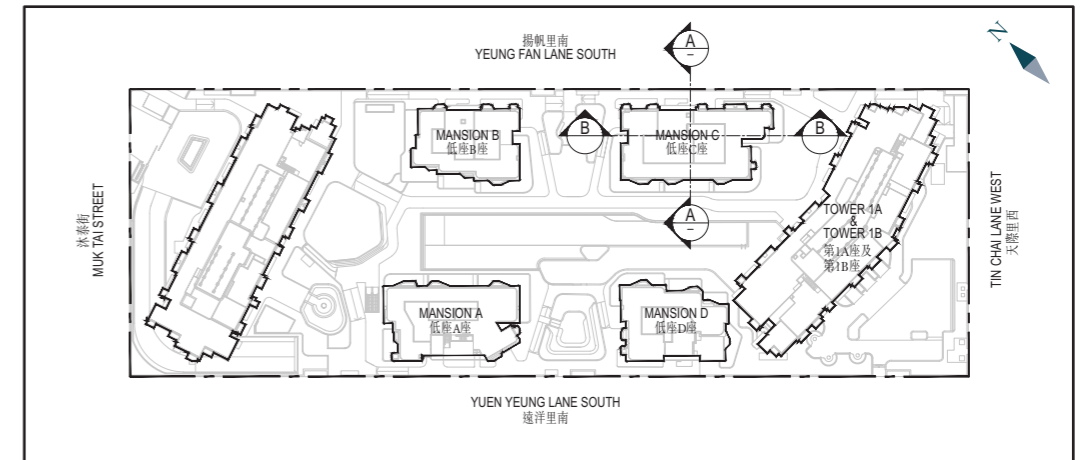 揚帆里南
YEUNG FAN LANE SOUTH
N
A
–
MANSION B
低座B座
B
MANSION C
低座C座
B
沐泰街
MUK TAI STREET
TOWER 1A
&
TOWER 1B
第1A座及
第1B座
TIN CHAI LANE WEST
天際里西
A
–
MANSION A
低座A座
MANSION D
低座D座
YUEN YEUNG LANE SOUTH
遠洋里南